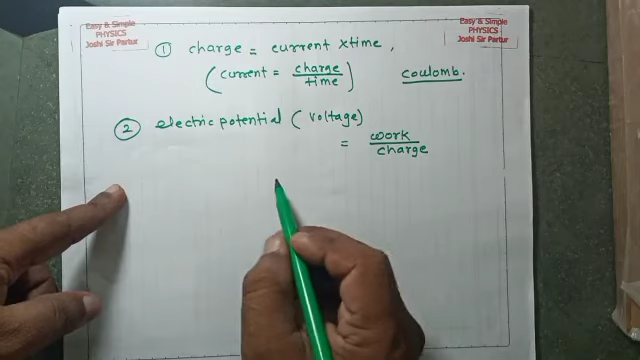 Easy & Simple
PHYSICS
Joshi Sir Partur
Easy & Simple
PHYSICS
Joshi Sir Partur
① charge = current xtime,
(current = charge/time) Coulomb.
② electric potential (voltage)
= work/charge